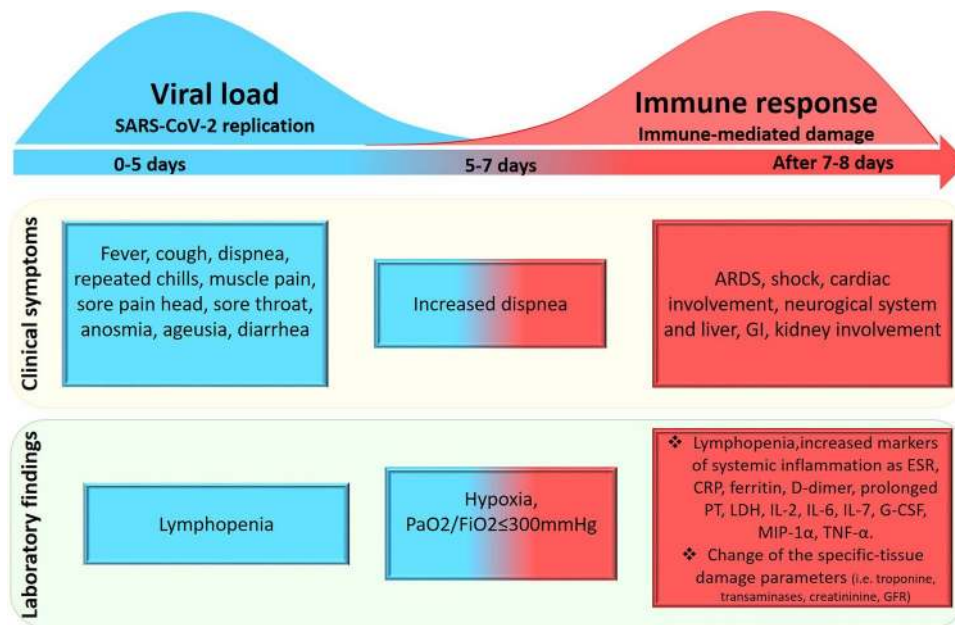 Viral load
SARS-CoV-2 replication
Immune response
Immune-mediated damage
0-5 days
5-7 days
After 7-8 days
Clinical symptoms
Fever, cough, dispnea,
repeated chills, muscle pain,
sore pain head, sore throat,
anosmia, ageusia, diarrhea
Increased dispnea
ARDS, shock, cardiac
involvement, neurogical system
and liver, GI, kidney involvement
Laboratory findings
Lymphopenia
Hypoxia,
PaO2/FiO2≤300mmHg
❖ Lymphopenia,increased markers
of systemic inflammation as ESR,
CRP, ferritin, D-dimer, prolonged
PT, LDH, IL-2, IL-6, IL-7, G-CSF,
MIP-1α, TNF-α.
❖ Change of the specific-tissue
damage parameters (i.e. troponine,
transaminases, creatininine, GFR)